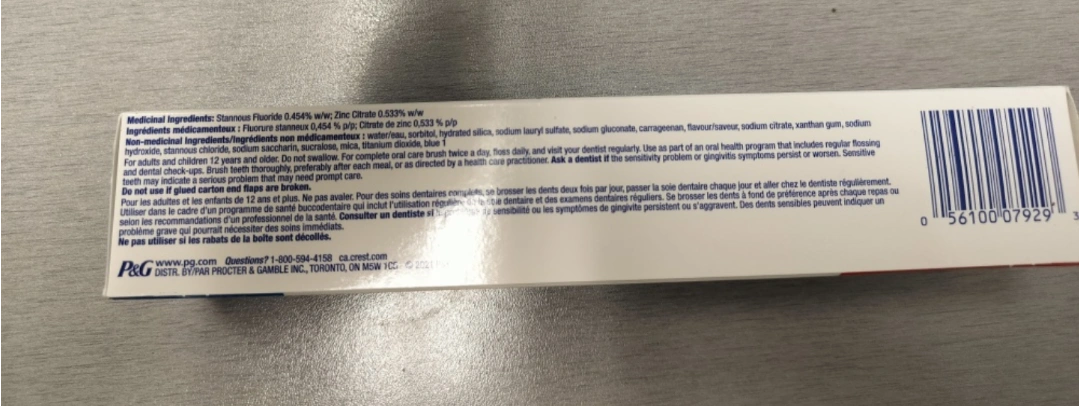 Medicinal Ingredients: Stannous Fluoride 0.454% w/w; Zinc Citrate 0.533% w/w
Ingrédients médicamenteux : Fluorure stanneux 0,454 % p/p; Citrate de zinc 0,533 % p/p
Non-medicinal Ingredients/Ingrédients non médicamenteux : water/eau, sorbitol, hydrated silica, sodium lauryl sulfate, sodium gluconate, carrageenan, flavour/saveur, sodium citrate, xanthan gum, sodium
hydroxide, stannous chloride, sodium saccharin, sucralose, mica, titanium dioxide, blue 1
For adults and children 12 years and older. Do not swallow. For complete oral care brush twice a day, floss daily, and visit your dentist regularly. Use as part of an oral health program that includes regular flossing
and dental check-ups. Brush teeth thoroughly, preferably after each meal, or as directed by a health care practitioner. Ask a dentist if the sensitivity problem or gingivitis symptoms persist or worsen. Sensitive
teeth may indicate a serious problem that may need prompt care.
Do not use if glued carton end flaps are broken.
Pour les adultes et les enfants de 12 ans et plus. Ne pas avaler. Pour des soins dentaires complets, se brosser les dents deux fois par jour, passer la soie dentaire chaque jour et aller chez le dentiste régulièrement.
Utiliser dans le cadre d'un programme de santé buccodentaire qui inclut l'utilisation soie dentaire et des examens dentaires réguliers. Se brosser les dents à fond de préférence après chaque repas ou
selon les recommandations d'un professionnel de la santé. Consulter un dentiste si sensibilité ou les symptômes de gingivite persistent ou s'aggravent. Des dents sensibles peuvent indiquer un
problème grave qui pourrait nécessiter des soins immédiats.
Ne pas utiliser si les rabats de la boîte sont décollés.
P&G www.pg.com Questions? 1-800-594-4158 ca.crest.com
DISTR. BY/PAR PROCTER & GAMBLE INC., TORONTO, ON M5W 1C5
0 56100 07929 3